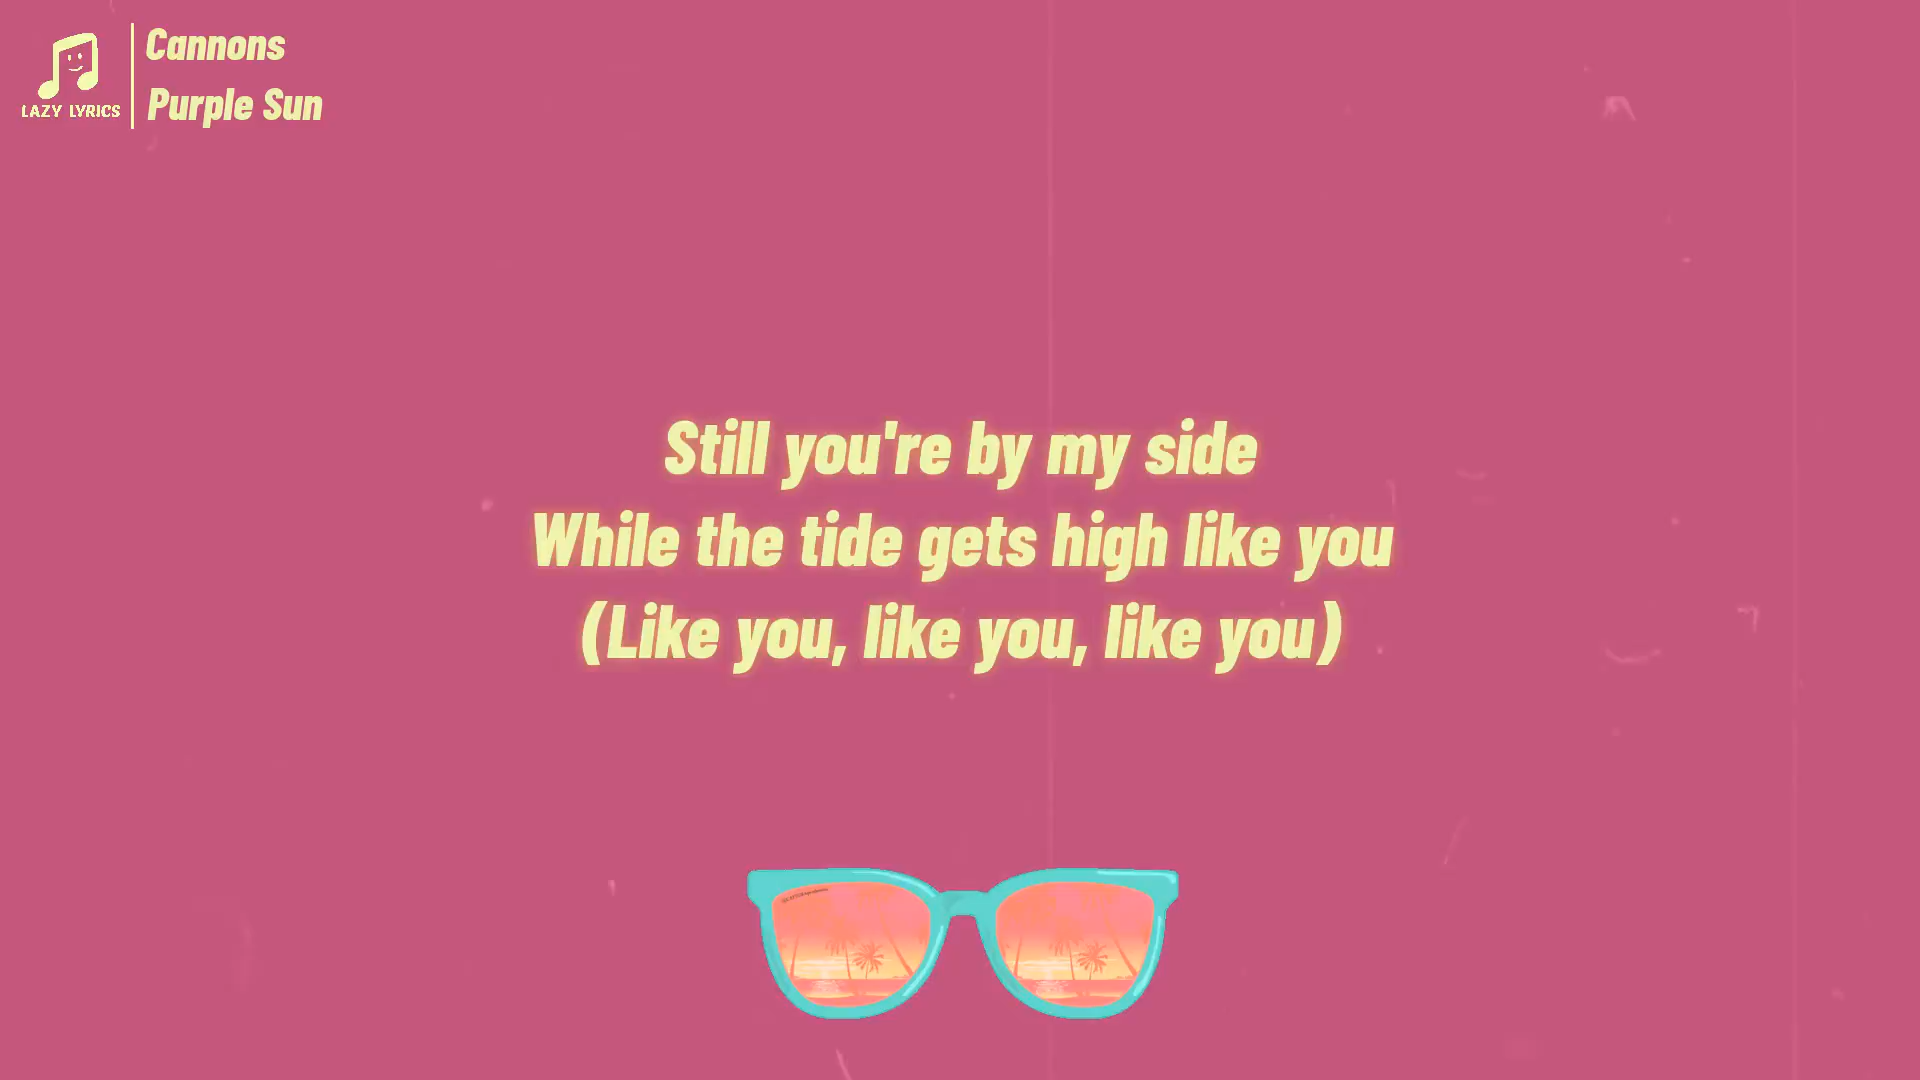 Cannons
Purple Sun
LAZY LYRICS
Still you're by my side
While the tide gets high like you
(Like you, like you, like you)